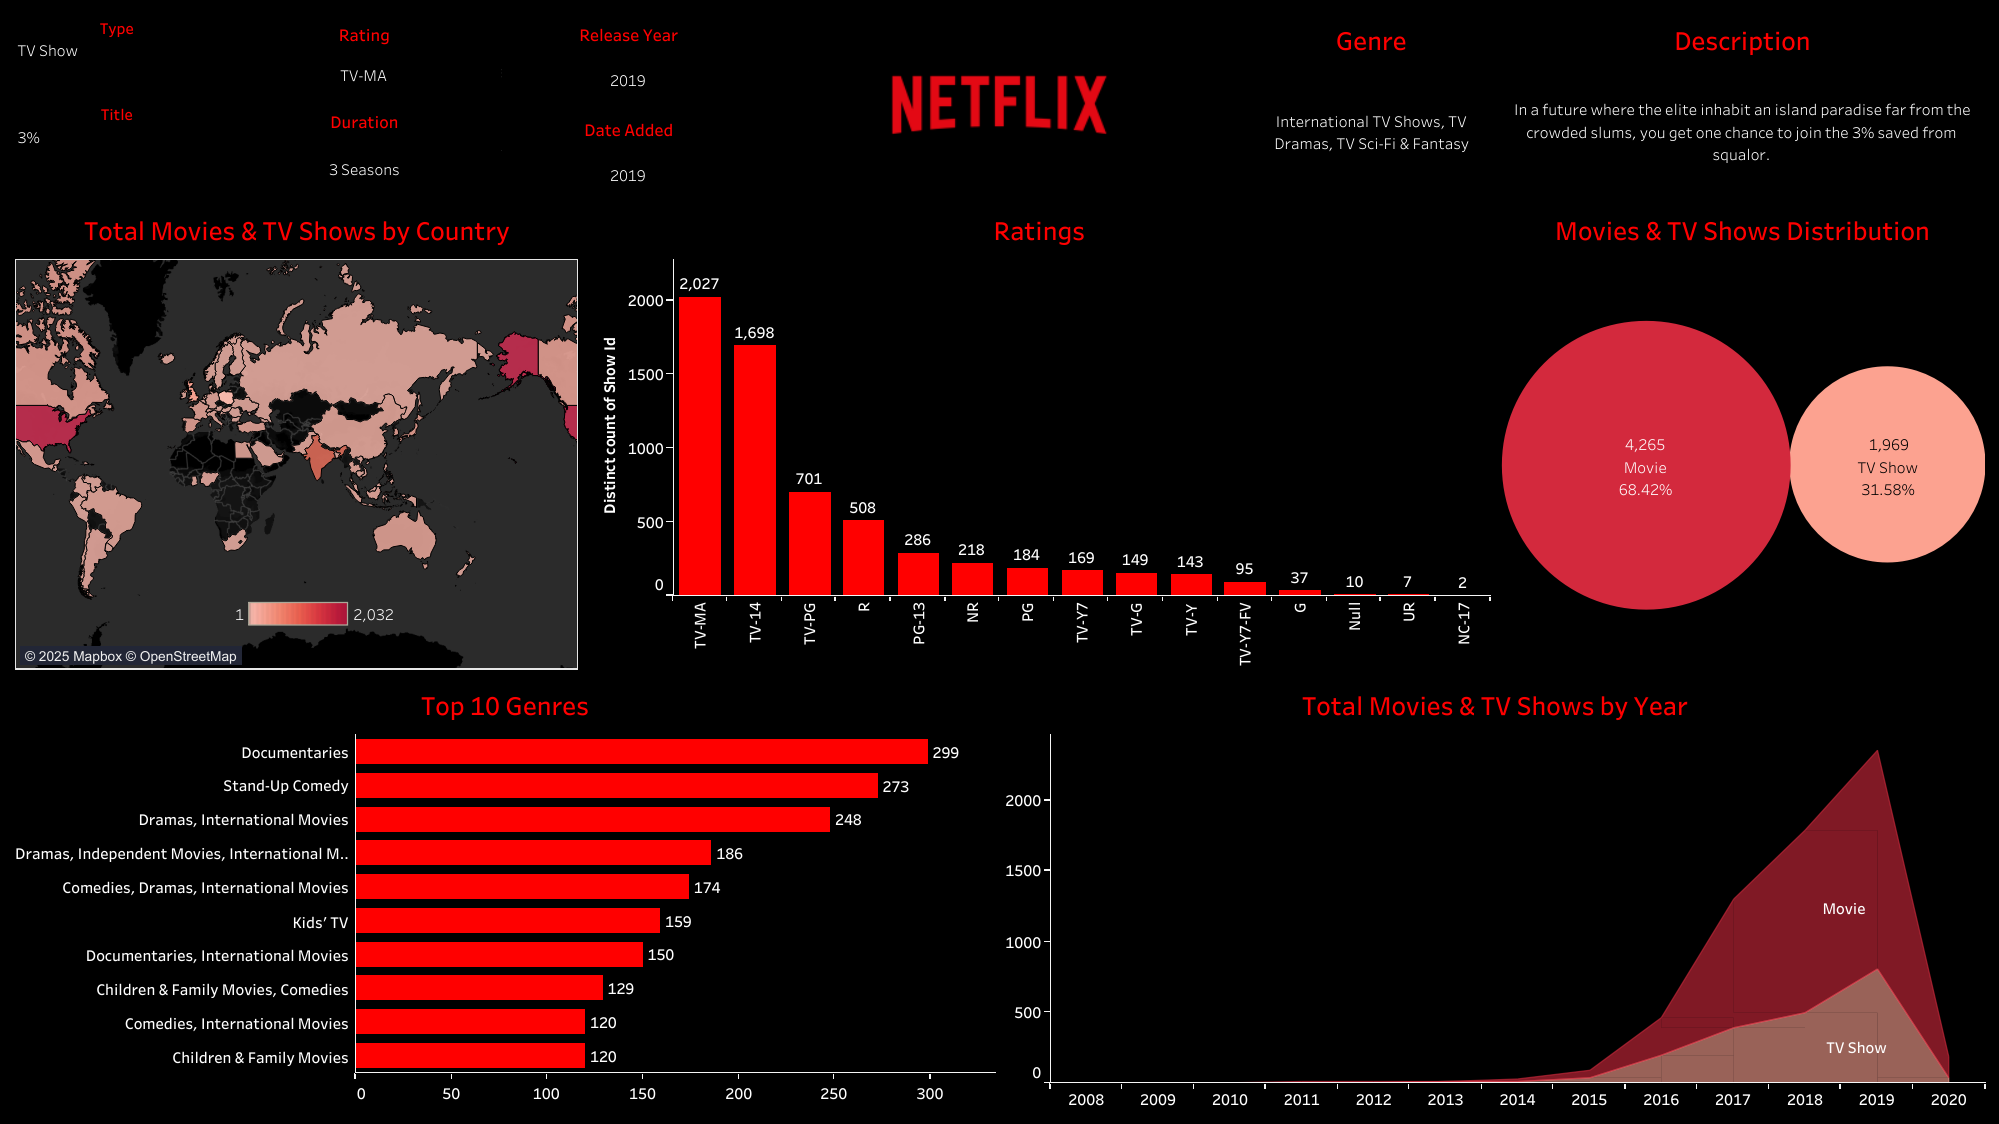 Type
TV Show
Title
3%
Rating
TV-MA
Duration
3 Seasons
Release Year
2019
Date Added
2019
NETFLIX
Genre
International TV Shows, TV
Dramas, TV Sci-Fi & Fantasy
Description
In a future where the elite inhabit an island paradise far from the
crowded slums, you get one chance to join the 3% saved from
squalor.
Total Movies & TV Shows by Country
1
2,032
© 2025 Mapbox © OpenStreetMap
Ratings
Distinct count of Show Id
2000
1500
1000
500
0
2,027
1,698
701
508
286
218
184
169
149
143
95
37
10
7
2
TV-MA
TV-14
TV-PG
R
PG-13
NR
PG
TV-Y7
TV-G
TV-Y
TV-Y7-FV
G
Null
UR
NC-17
Movies & TV Shows Distribution
4,265
Movie
68.42%
1,969
TV Show
31.58%
Top 10 Genres
Documentaries 299
Stand-Up Comedy 273
Dramas, International Movies 248
Dramas, Independent Movies, International M.. 186
Comedies, Dramas, International Movies 174
Kids' TV 159
Documentaries, International Movies 150
Children & Family Movies, Comedies 129
Comedies, International Movies 120
Children & Family Movies 120
0 50 100 150 200 250 300
Total Movies & TV Shows by Year
2000
1500
1000
500
0
Movie
TV Show
2008 2009 2010 2011 2012 2013 2014 2015 2016 2017 2018 2019 2020